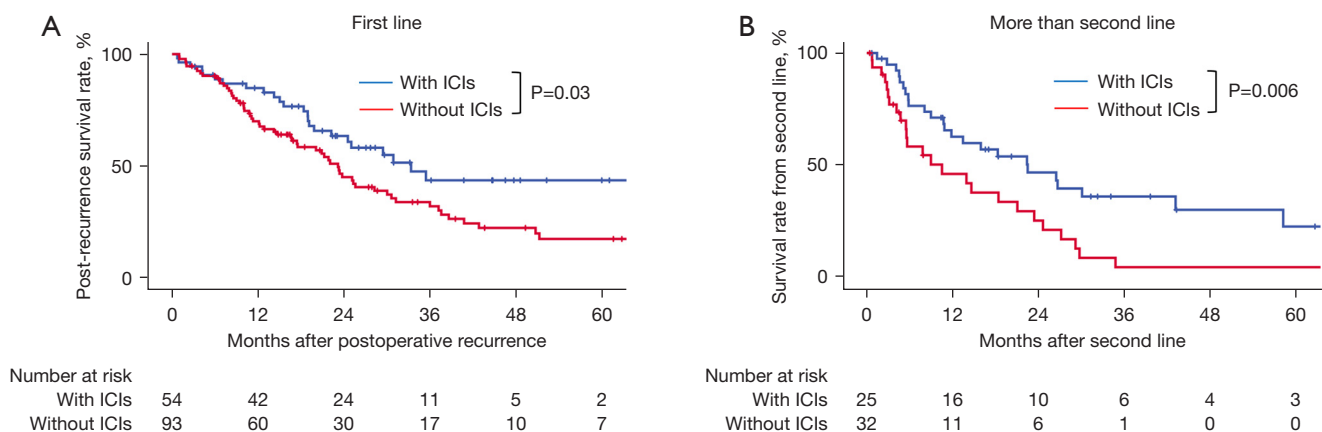 A
First line
Post-recurrence survival rate, %
100
50
0
With ICIs
Without ICIs
P=0.03
0 12 24 36 48 60
Months after postoperative recurrence
Number at risk
With ICIs 54 42 24 11 5 2
Without ICIs 93 60 30 17 10 7
B
More than second line
Survival rate from second line, %
100
50
0
With ICIs
Without ICIs
P=0.006
0 12 24 36 48 60
Months after second line
Number at risk
With ICIs 25 16 10 6 4 3
Without ICIs 32 11 6 1 0 0